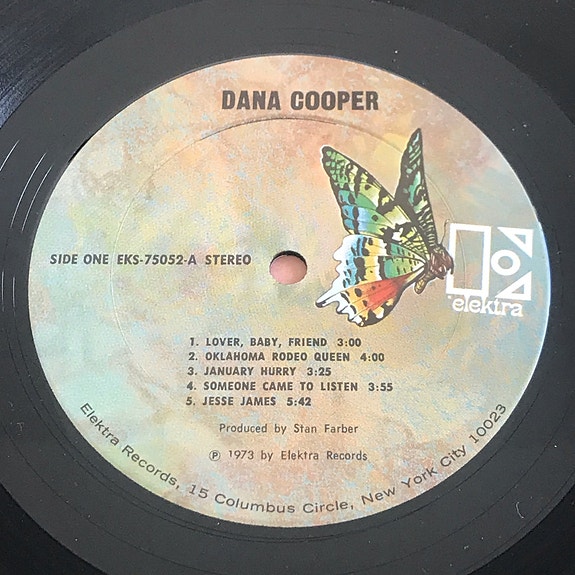 DANA COOPER
SIDE ONE EKS-75052-A STEREO
elektra
1. LOVER, BABY, FRIEND 3:00
2. OKLAHOMA RODEO QUEEN 4:00
3. JANUARY HURRY 3:25
4. SOMEONE CAME TO LISTEN 3:55
5. JESSE JAMES 5:42
Produced by Stan Farber
℗ 1973 by Elektra Records
Elektra Records, 15 Columbus Circle, New York City 10023